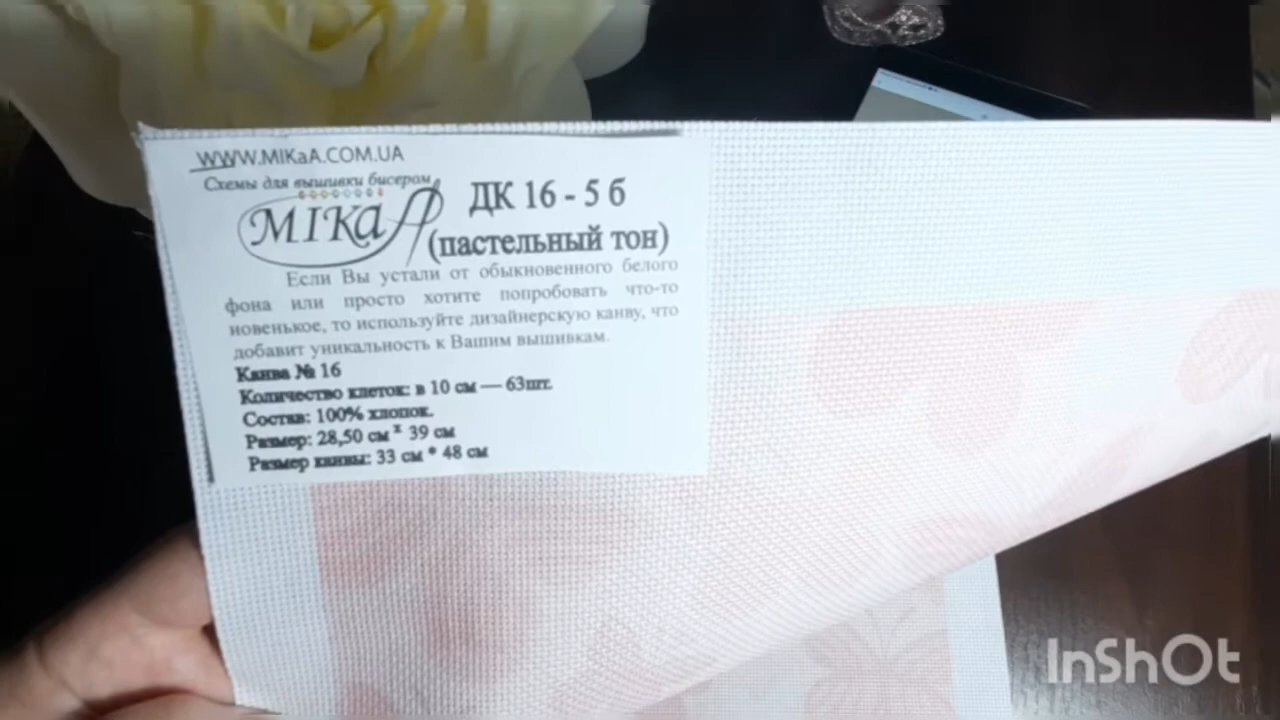 WWW.MIKaA.COM.UA
Схемы для вышивки бисером
МІКаА
ДК 16 - 5 б
(пастельный тон)
Если Вы устали от обыкновенного белого
фона или просто хотите попробовать что-то
новенькое, то используйте дизайнерскую канву, что
добавит уникальность к Вашим вышивкам.
Канва № 16
Количество клеток: в 10 см — 63шт.
Состав: 100% хлопок.
Размер: 28,50 см x 39 см
Размер канвы: 33 см * 48 см
InShOt